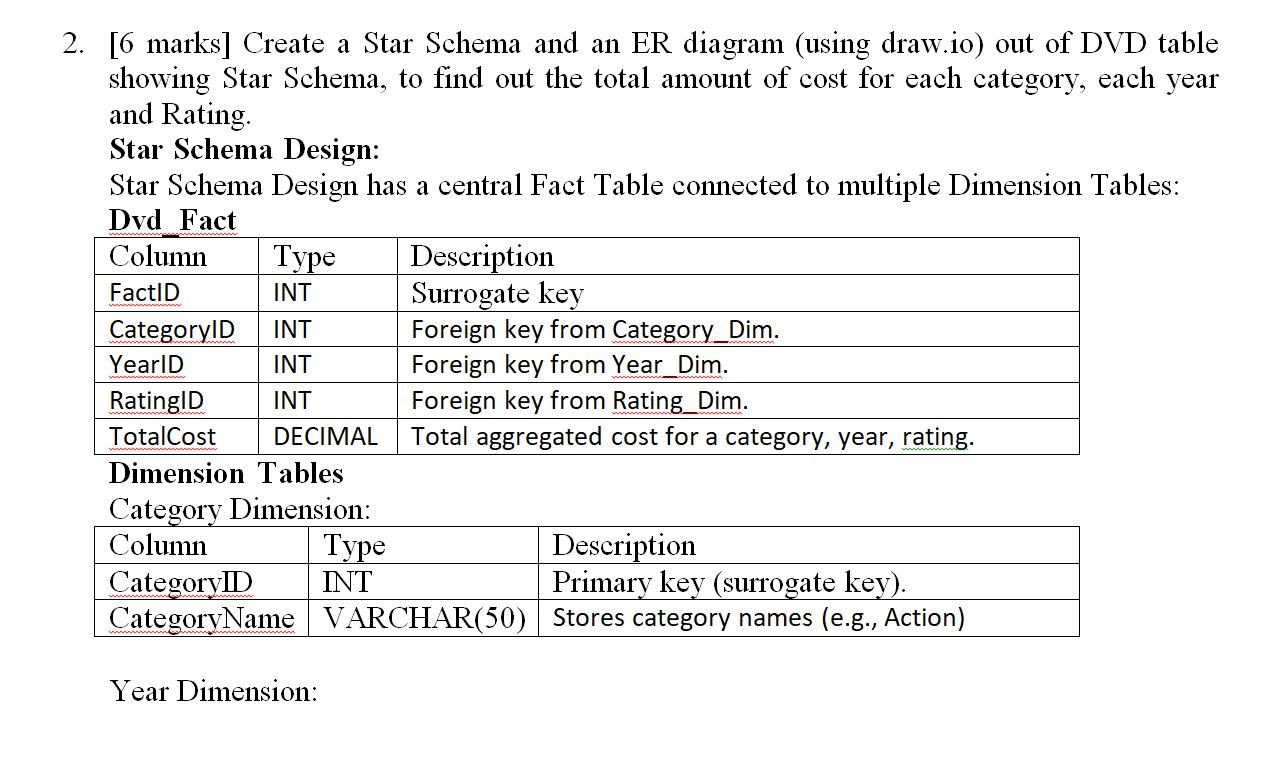 2. [6 marks] Create a Star Schema and an ER diagram (using draw.io) out of DVD table
showing Star Schema, to find out the total amount of cost for each category, each year
and Rating.
Star Schema Design:
Star Schema Design has a central Fact Table connected to multiple Dimension Tables:
Dvd_Fact
Column Type Description
FactID INT Surrogate key
CategoryID INT Foreign key from Category_Dim.
YearID INT Foreign key from Year_Dim.
RatingID INT Foreign key from Rating_Dim.
TotalCost DECIMAL Total aggregated cost for a category, year, rating.
Dimension Tables
Category Dimension:
Column Type Description
CategoryID INT Primary key (surrogate key).
CategoryName VARCHAR(50) Stores category names (e.g., Action)
Year Dimension: